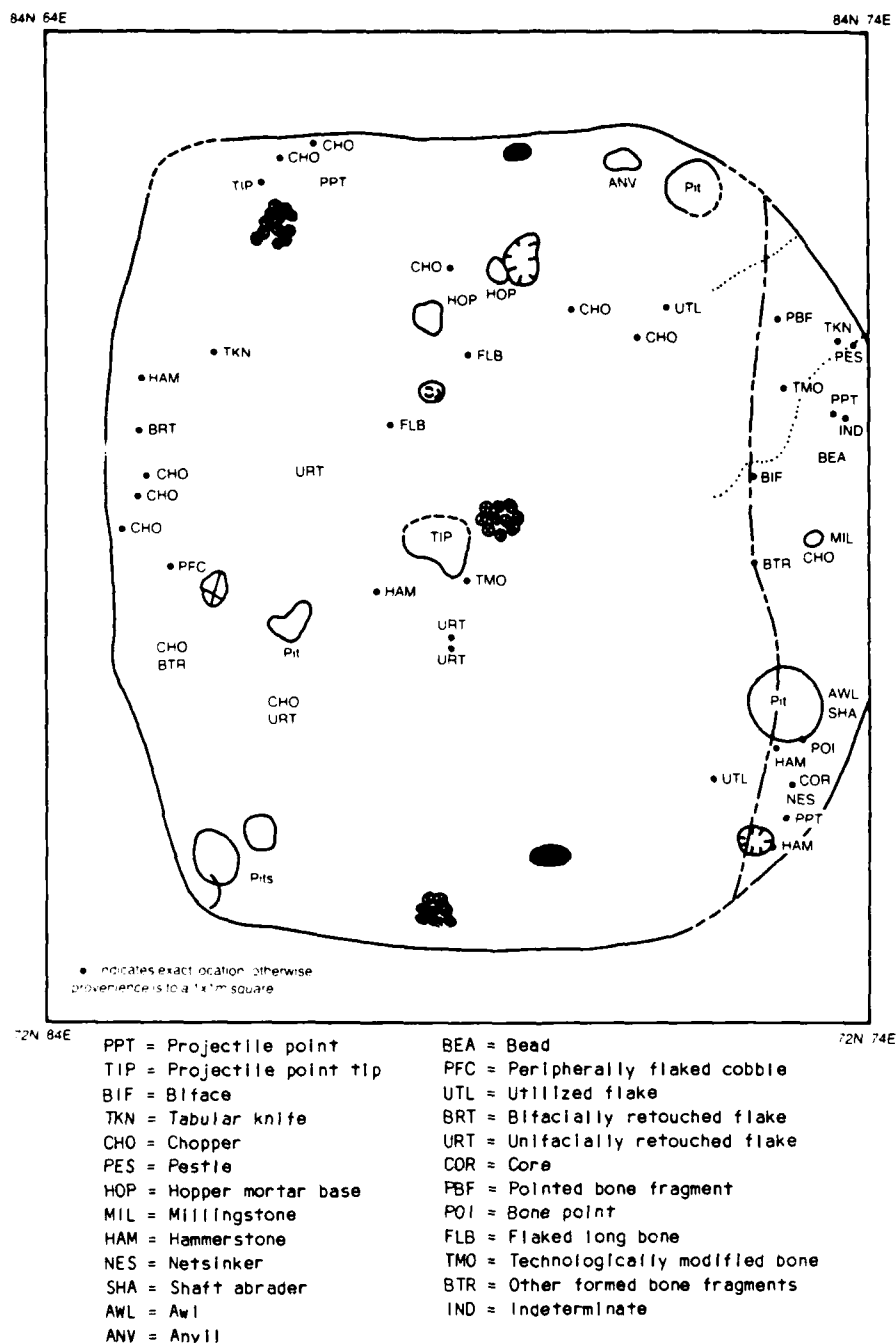 84N 64E
84N 74E
CHO
CHO
TIP
PPT
ANV
Pit
CHO
HOP
HOP
CHO
UTL
PBF
CHO
TKN
PES
TKN
FLB
HAM
TMO
PPT
IND
BRT
FLB
BEA
CHO
URT
BIF
CHO
CHO
TIP
MIL
CHO
PFC
BTR
TMO
HAM
URT
URT
Pit
CHO
BTR
CHO
URT
Pit
AWL
SHA
POI
HAM
UTL
COR
NES
PPT
HAM
Pits
• indicates exact location, otherwise
provenience is to a 1x1m square
72N 64E
72N 74E
PPT = Projectile point
TIP = Projectile point tip
BIF = Biface
TKN = Tabular knife
CHO = Chopper
PES = Pestle
HOP = Hopper mortar base
MIL = Millingstone
HAM = Hammerstone
NES = Netsinker
SHA = Shaft abrader
AWL = Awl
ANV = Anvil
BEA = Bead
PFC = Peripherally flaked cobble
UTL = Utilized flake
BRT = Bifacially retouched flake
URT = Unifacially retouched flake
COR = Core
PBF = Pointed bone fragment
POI = Bone point
FLB = Flaked long bone
TMO = Technologically modified bone
BTR = Other formed bone fragments
IND = Indeterminate